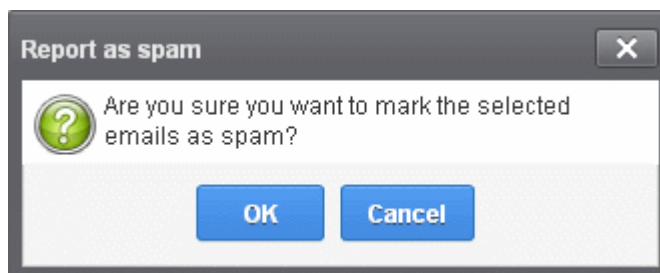 Report as spam
Are you sure you want to mark the selected
emails as spam?
OK
Cancel